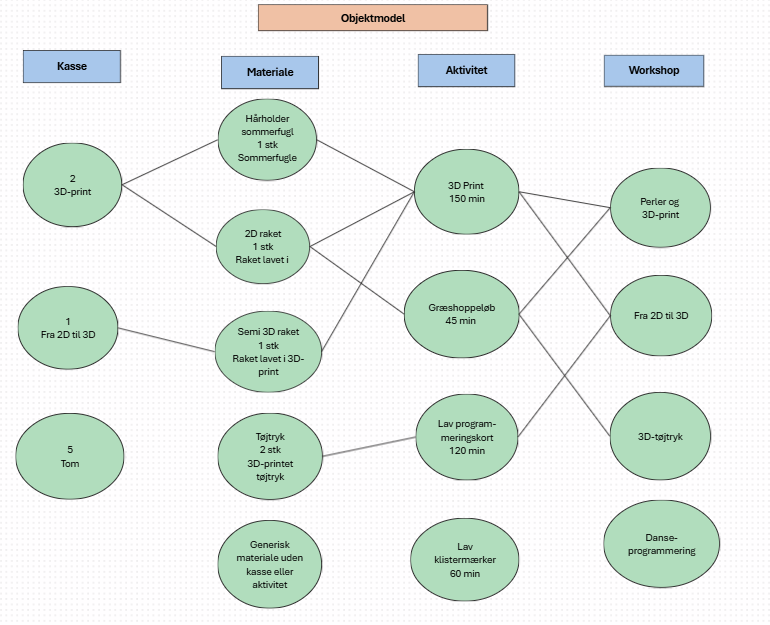 Objektmodel
Kasse
Materiale
Aktivitet
Workshop
2
3D-print
1
Fra 2D til 3D
5
Tom
Hårholder
sommerfugl
1 stk
Sommerfugle
2D raket
1 stk
Raket lavet i
Semi 3D raket
1 stk
Raket lavet i 3D-
print
Tøjtryk
2 stk
3D-printet
tøjtryk
Generisk
materiale uden
kasse eller
aktivitet
3D Print
150 min
Græshoppeløb
45 min
Lav program-
meringskort
120 min
Lav
klistermærker
60 min
Perler og
3D-print
Fra 2D til 3D
3D-tøjtryk
Danse-
programmering